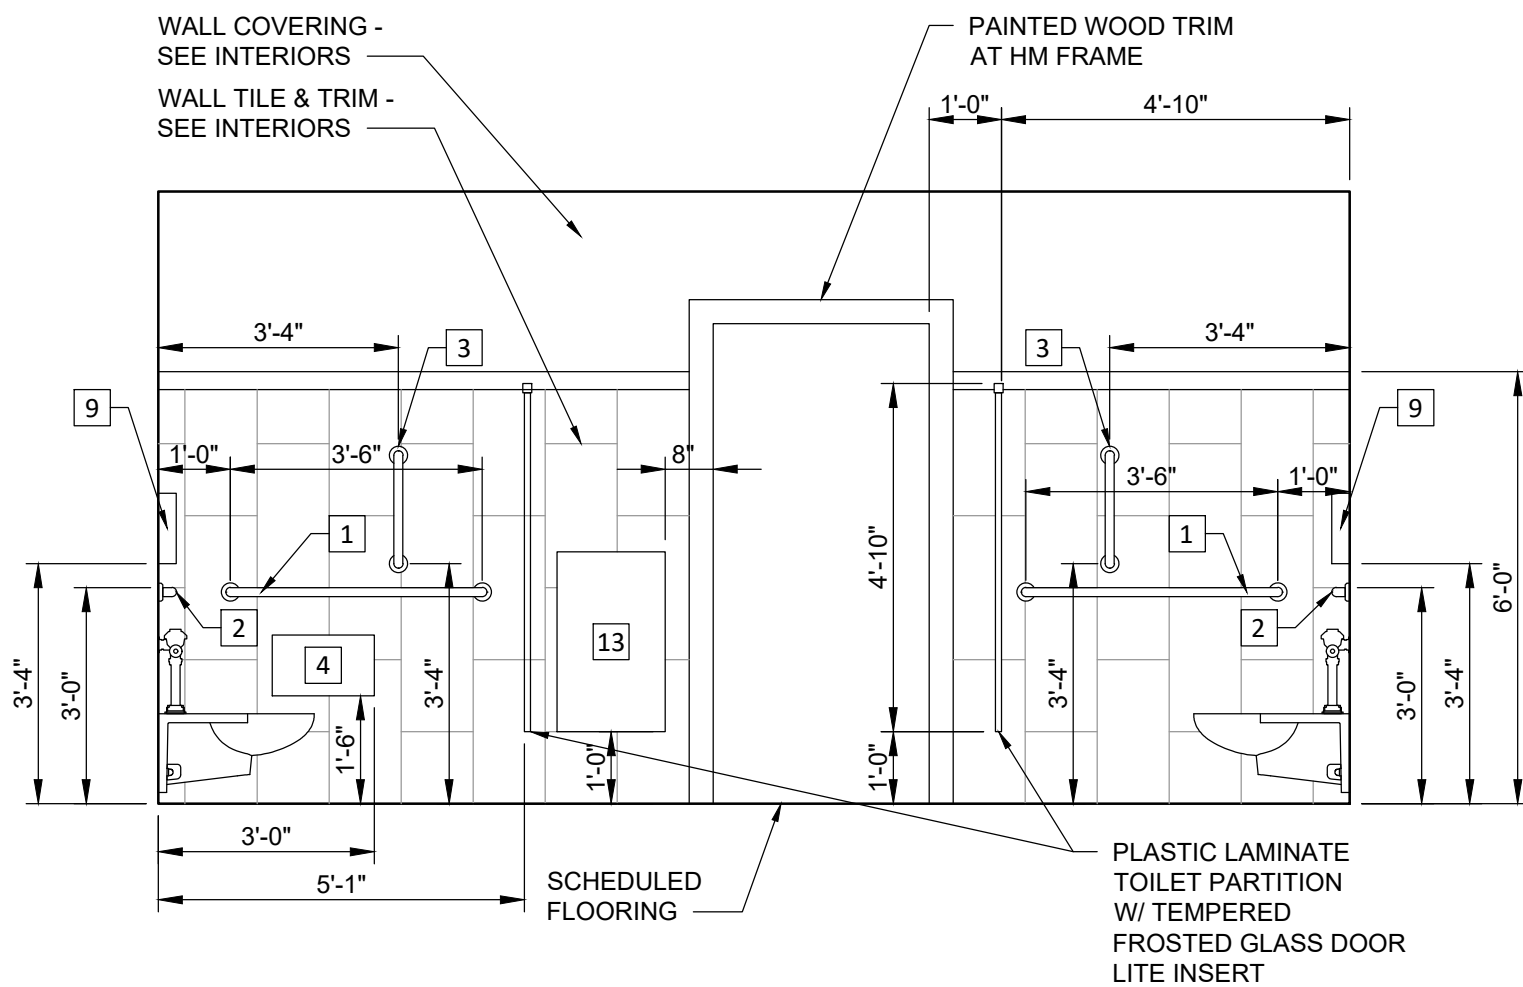 WALL COVERING -
SEE INTERIORS
WALL TILE & TRIM -
SEE INTERIORS
PAINTED WOOD TRIM
AT HM FRAME
1'-0"
4'-10"
3'-4"
3
3
3'-4"
9
9
1'-0"
3'-6"
8"
3'-6"
1'-0"
1
1
4'-10"
6'-0"
2
4
13
2
3'-4"
3'-0"
1'-6"
3'-4"
1'-0"
1'-0"
3'-4"
3'-0"
3'-4"
3'-0"
5'-1"
SCHEDULED
FLOORING
PLASTIC LAMINATE
TOILET PARTITION
W/ TEMPERED
FROSTED GLASS DOOR
LITE INSERT